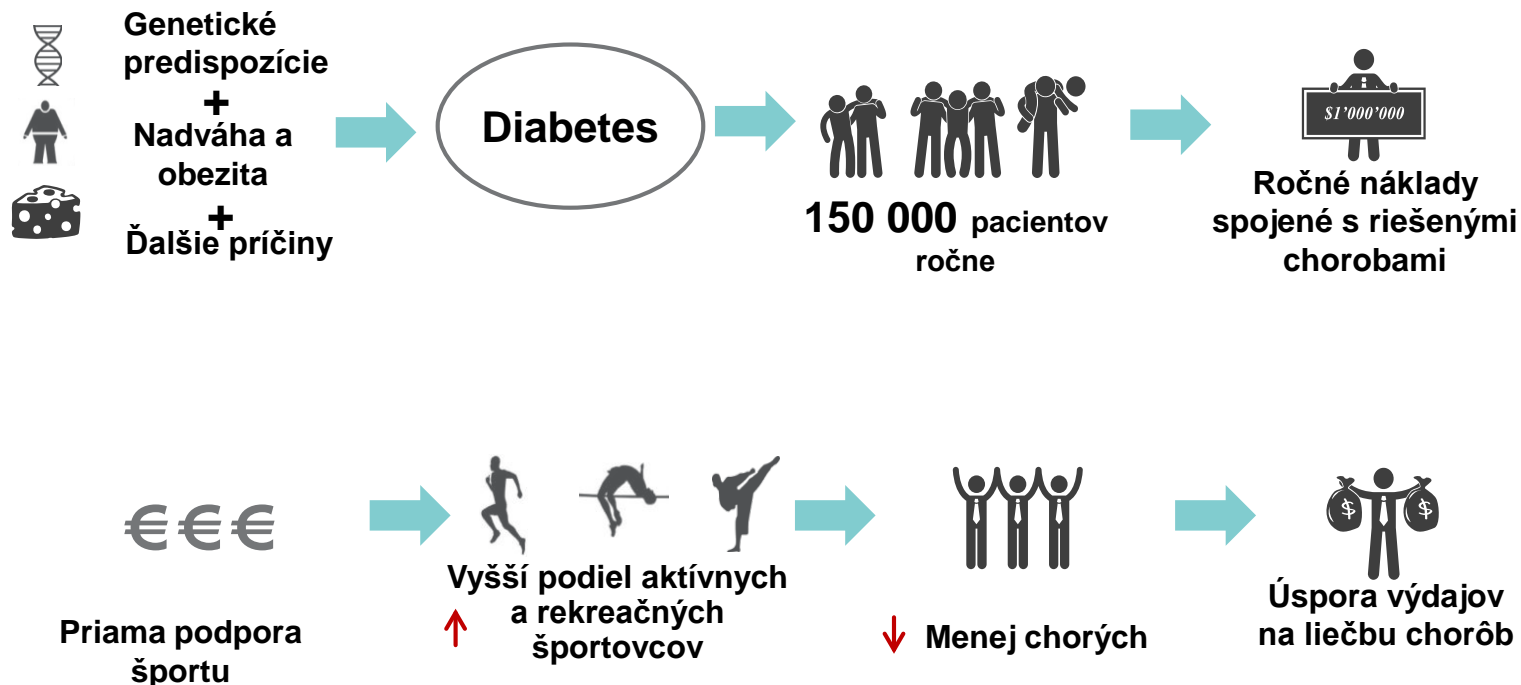 Genetické
predispozície
+
Nadváha a
obezita
+
Ďalšie príčiny
Diabetes
150 000 pacientov
ročne
$1'000'000
Ročné náklady
spojené s riešenými
chorobami
€€€
Priama podpora
športu
Vyšší podiel aktívnych
a rekreačných
športovcov
Menej chorých
$ $
Úspora výdajov
na liečbu chorôb